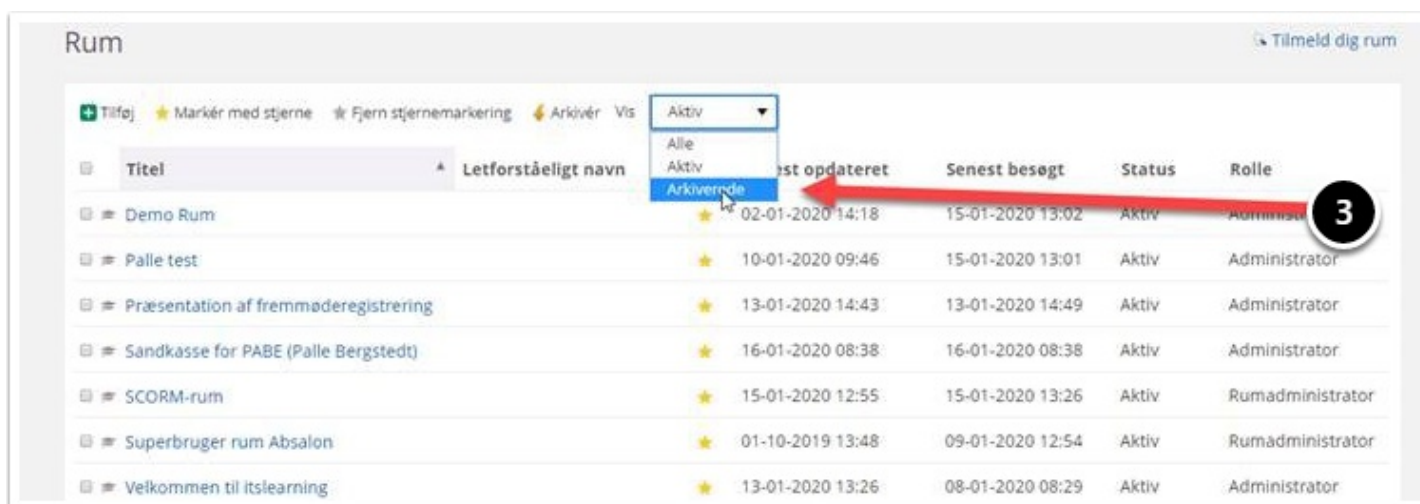 Rum
Tilmeld dig rum
Tilføj Markér med stjerne Fjern stjernemarkering Arkivér Vis Aktiv
Alle
Aktiv
Arkiverede
Titel Letforståeligt navn est opdateret Senest besøgt Status Rolle
Demo Rum 02-01-2020 14:18 15-01-2020 13:02 Aktiv
3
Palle test 10-01-2020 09:46 15-01-2020 13:01 Aktiv Administrator
Præsentation af fremmøderegistrering 13-01-2020 14:43 13-01-2020 14:49 Aktiv Administrator
Sandkasse for PABE (Palle Bergstedt) 16-01-2020 08:38 16-01-2020 08:38 Aktiv Administrator
SCORM-rum 15-01-2020 12:55 15-01-2020 13:26 Aktiv Rumadministrator
Superbruger rum Absalon 01-10-2019 13:48 09-01-2020 12:54 Aktiv Rumadministrator
Velkommen til itslearning 13-01-2020 13:26 08-01-2020 08:29 Aktiv Administrator